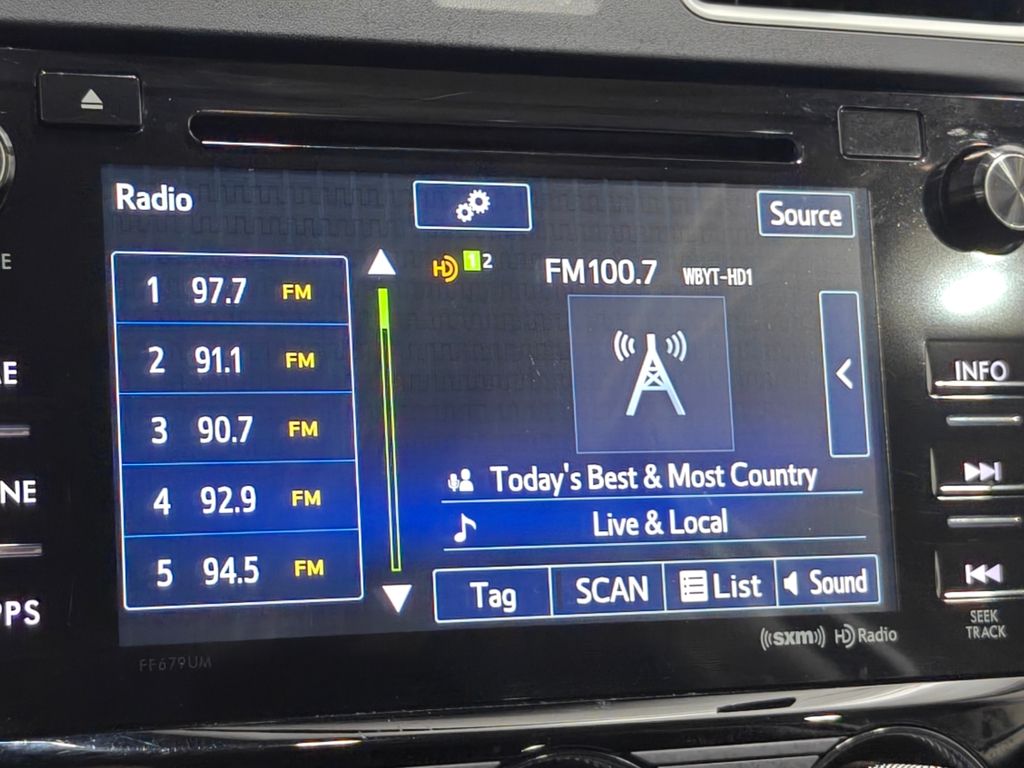 Radio
Source
HD 1 2
FM100.7 WBYT-HD1
1 97.7 FM
2 91.1 FM
3 90.7 FM
4 92.9 FM
5 94.5 FM
Today's Best & Most Country
Live & Local
Tag SCAN List Sound
INFO
SEEK
TRACK
PPS
NE
E
E
((sxm)) HD Radio
FF679UM